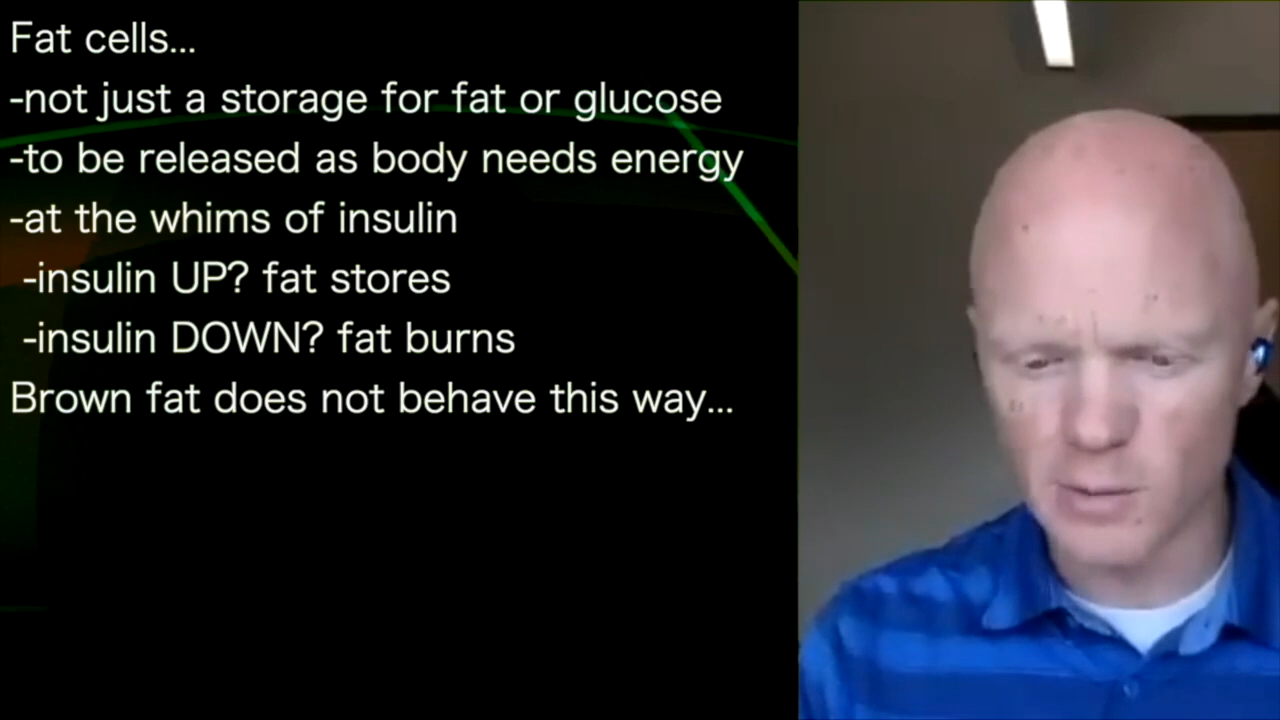 Fat cells...
-not just a storage for fat or glucose
-to be released as body needs energy
-at the whims of insulin
-insulin UP? fat stores
-insulin DOWN? fat burns
Brown fat does not behave this way...